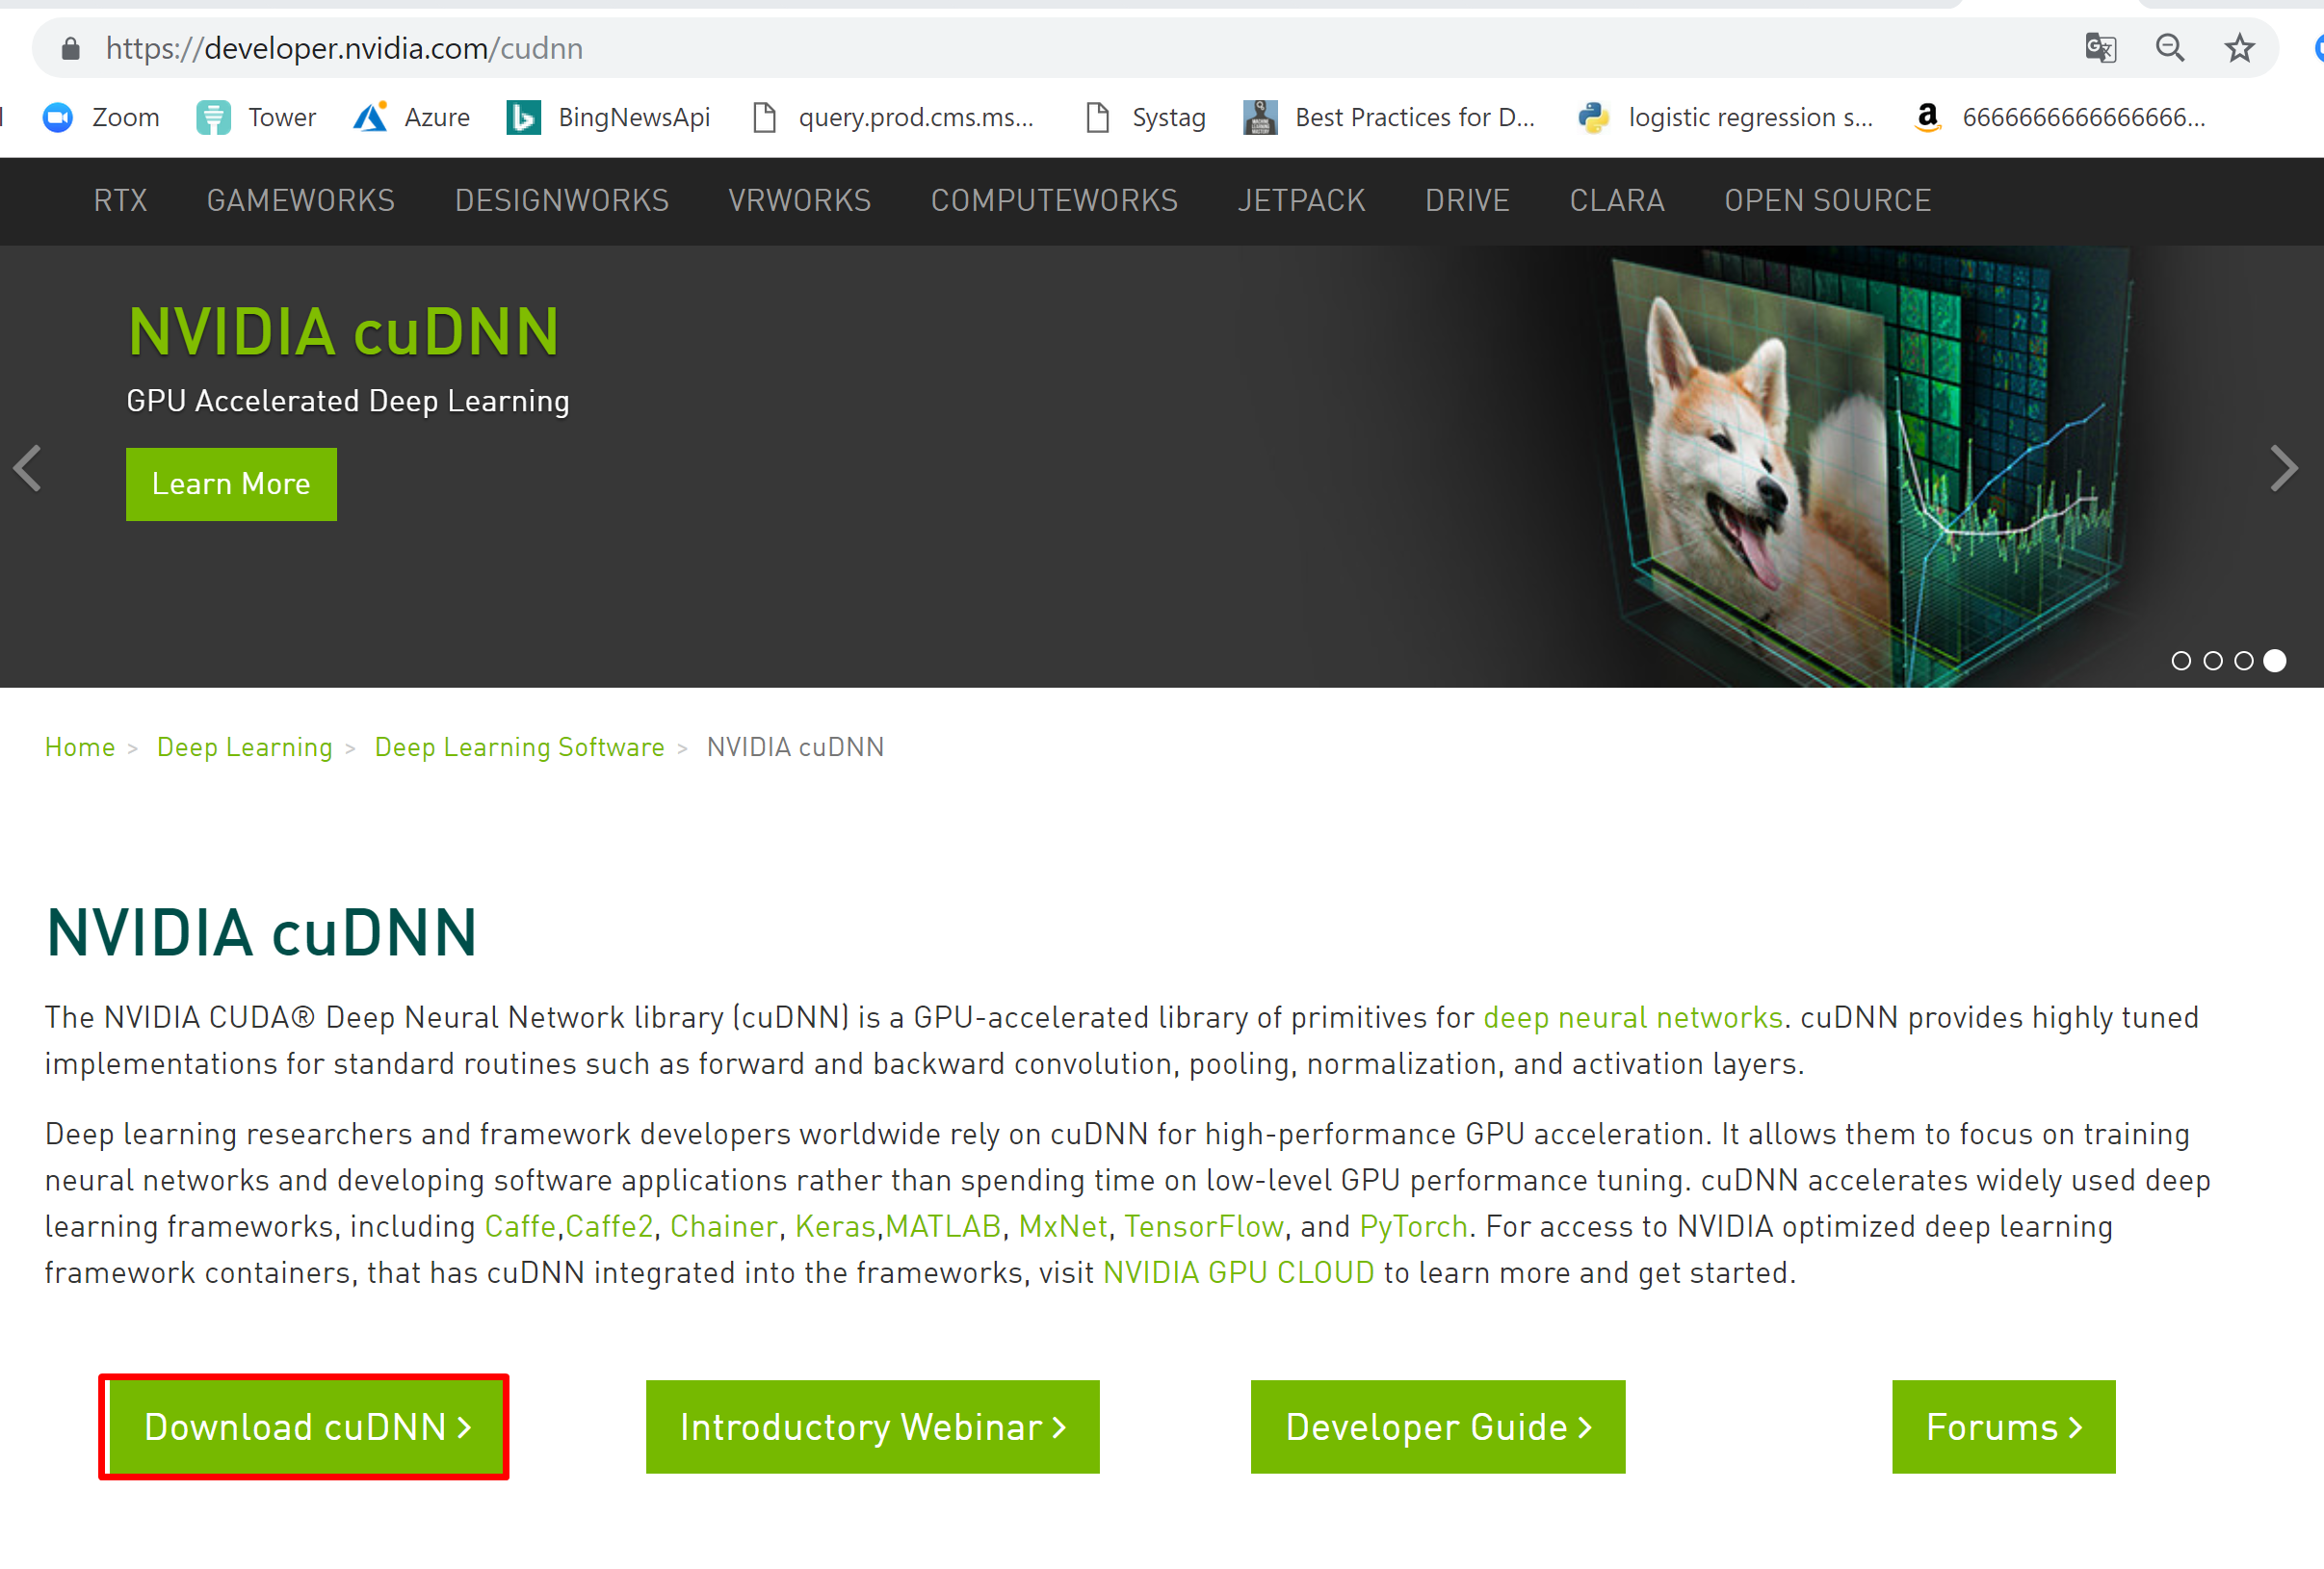 https://developer.nvidia.com/cudnn
Zoom Tower Azure BingNewsApi query.prod.cms.ms... Systag Best Practices for D... logistic regression s... 6666666666666666...
RTX GAMEWORKS DESIGNWORKS VRWORKS COMPUTEWORKS JETPACK DRIVE CLARA OPEN SOURCE
NVIDIA cuDNN
GPU Accelerated Deep Learning
Learn More
Home > Deep Learning > Deep Learning Software > NVIDIA cuDNN
NVIDIA cuDNN
The NVIDIA CUDA® Deep Neural Network library (cuDNN) is a GPU-accelerated library of primitives for deep neural networks. cuDNN provides highly tuned
implementations for standard routines such as forward and backward convolution, pooling, normalization, and activation layers.
Deep learning researchers and framework developers worldwide rely on cuDNN for high-performance GPU acceleration. It allows them to focus on training
neural networks and developing software applications rather than spending time on low-level GPU performance tuning. cuDNN accelerates widely used deep
learning frameworks, including Caffe,Caffe2, Chainer, Keras,MATLAB, MxNet, TensorFlow, and PyTorch. For access to NVIDIA optimized deep learning
framework containers, that has cuDNN integrated into the frameworks, visit NVIDIA GPU CLOUD to learn more and get started.
Download cuDNN > Introductory Webinar > Developer Guide > Forums >